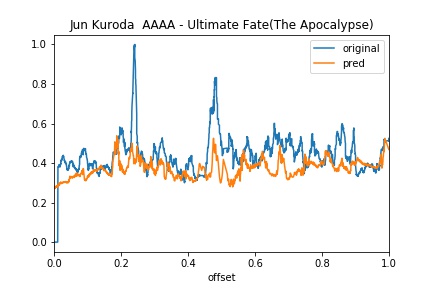 Jun Kuroda  AAAA - Ultimate Fate(The Apocalypse)
original
pred
1.0
0.8
0.6
0.4
0.2
0.0
0.0 0.2 0.4 0.6 0.8 1.0
offset